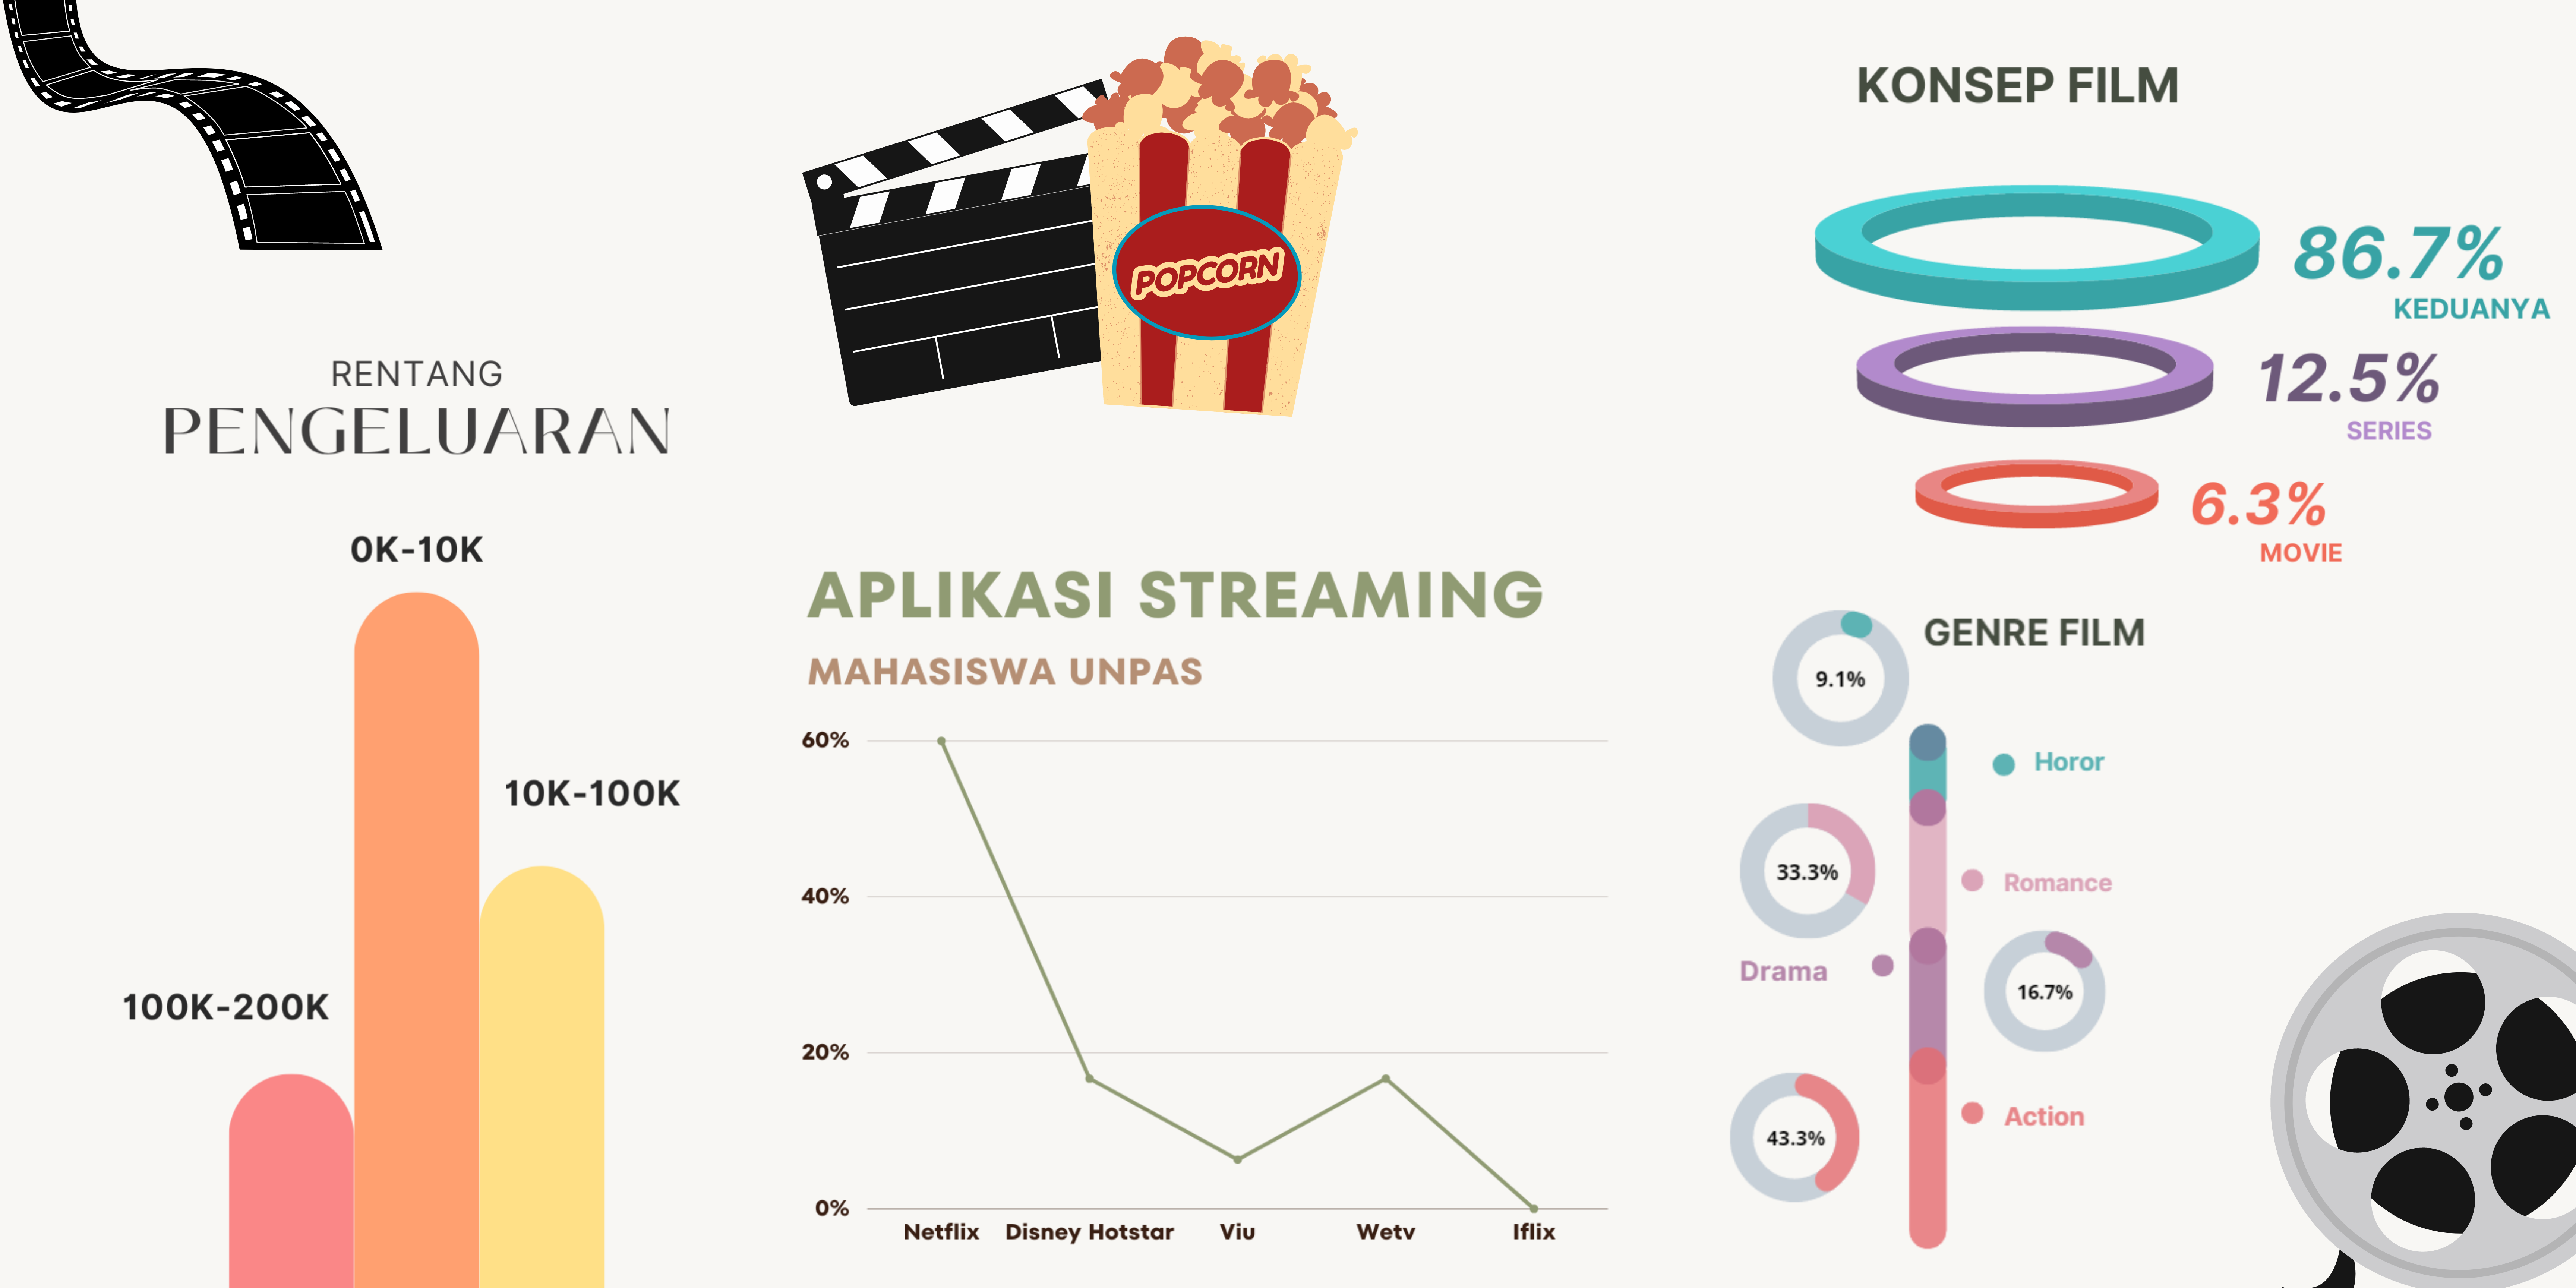 RENTANG
PENGELUARAN
0K-10K
10K-100K
100K-200K
POPCORN
APLIKASI STREAMING
MAHASISWA UNPAS
60%
40%
20%
0%
Netflix Disney Hotstar Viu Wetv Iflix
KONSEP FILM
86.7%
KEDUANYA
12.5%
SERIES
6.3%
MOVIE
GENRE FILM
9.1%
Horor
33.3%
Romance
Drama
16.7%
43.3%
Action